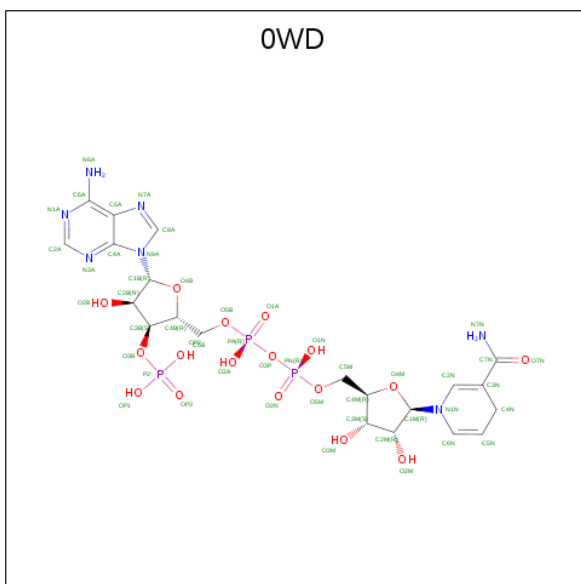 0WD
N6A
NH₂
C6A
C5A
N7A
N
N1A
N
C8A
C2A
N
N3A
C4A
N
N9A
C1B(R)
O4B
O
C2B(R)
O2B
HO
C3B(S)
C4B(R)
C5B
O5B
O
O1A
O
PA(R)
P
HO
O2A
O
O3P
O1N
OH
PN(R)
P
O
O2N
O
O5M
C5M
O3B
O
OH
P2'
P
HO
OP1
O
OP3
N7N
H₂N
C7N
O
O7N
C2N
C3N
C4N
N
N1N
C6N
C5N
O4M
O
C4M(R)
C1M(R)
C3M(S)
C2M(R)
HO
O3M
OH
O2M